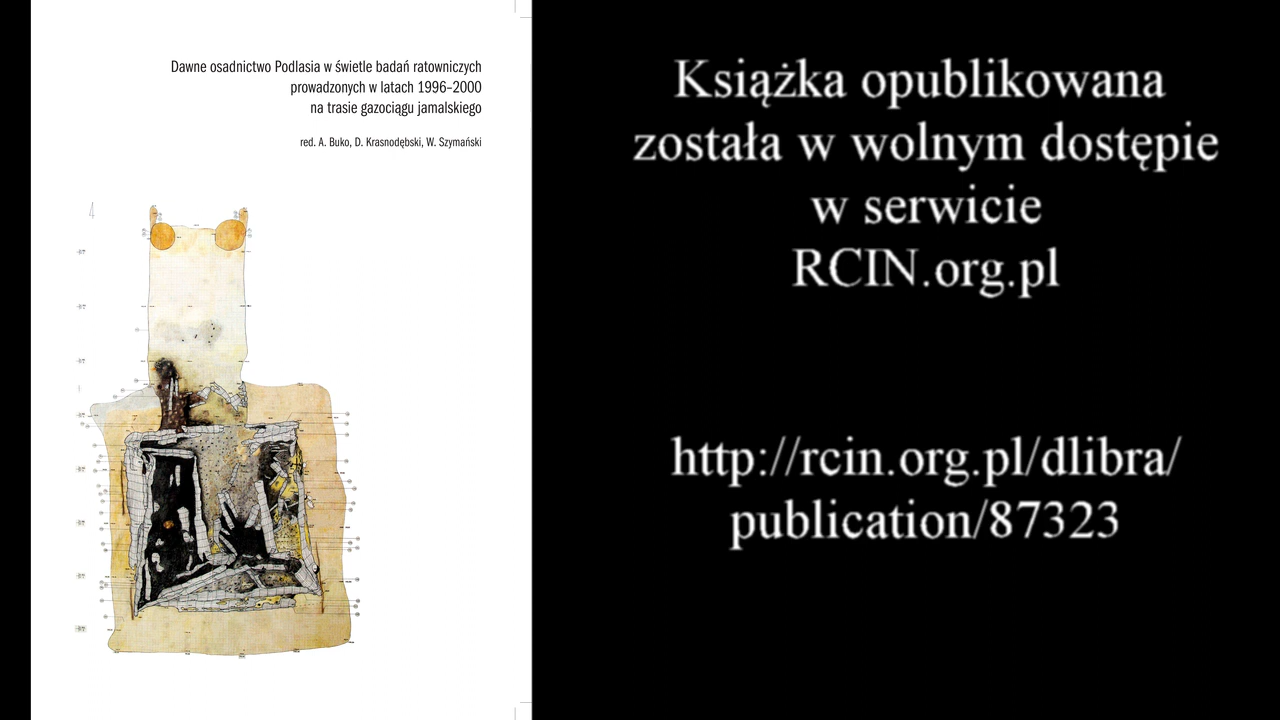 Dawne osadnictwo Podlasia w świetle badań ratowniczych
prowadzonych w latach 1996-2000
na trasie gazociągu jamalskiego
red. A. Buko, D. Krasnodębski, W. Szymański
Książka opublikowana
została w wolnym dostępie
w serwicie
RCIN.org.pl
http://rcin.org.pl/dlibra/
publication/87323